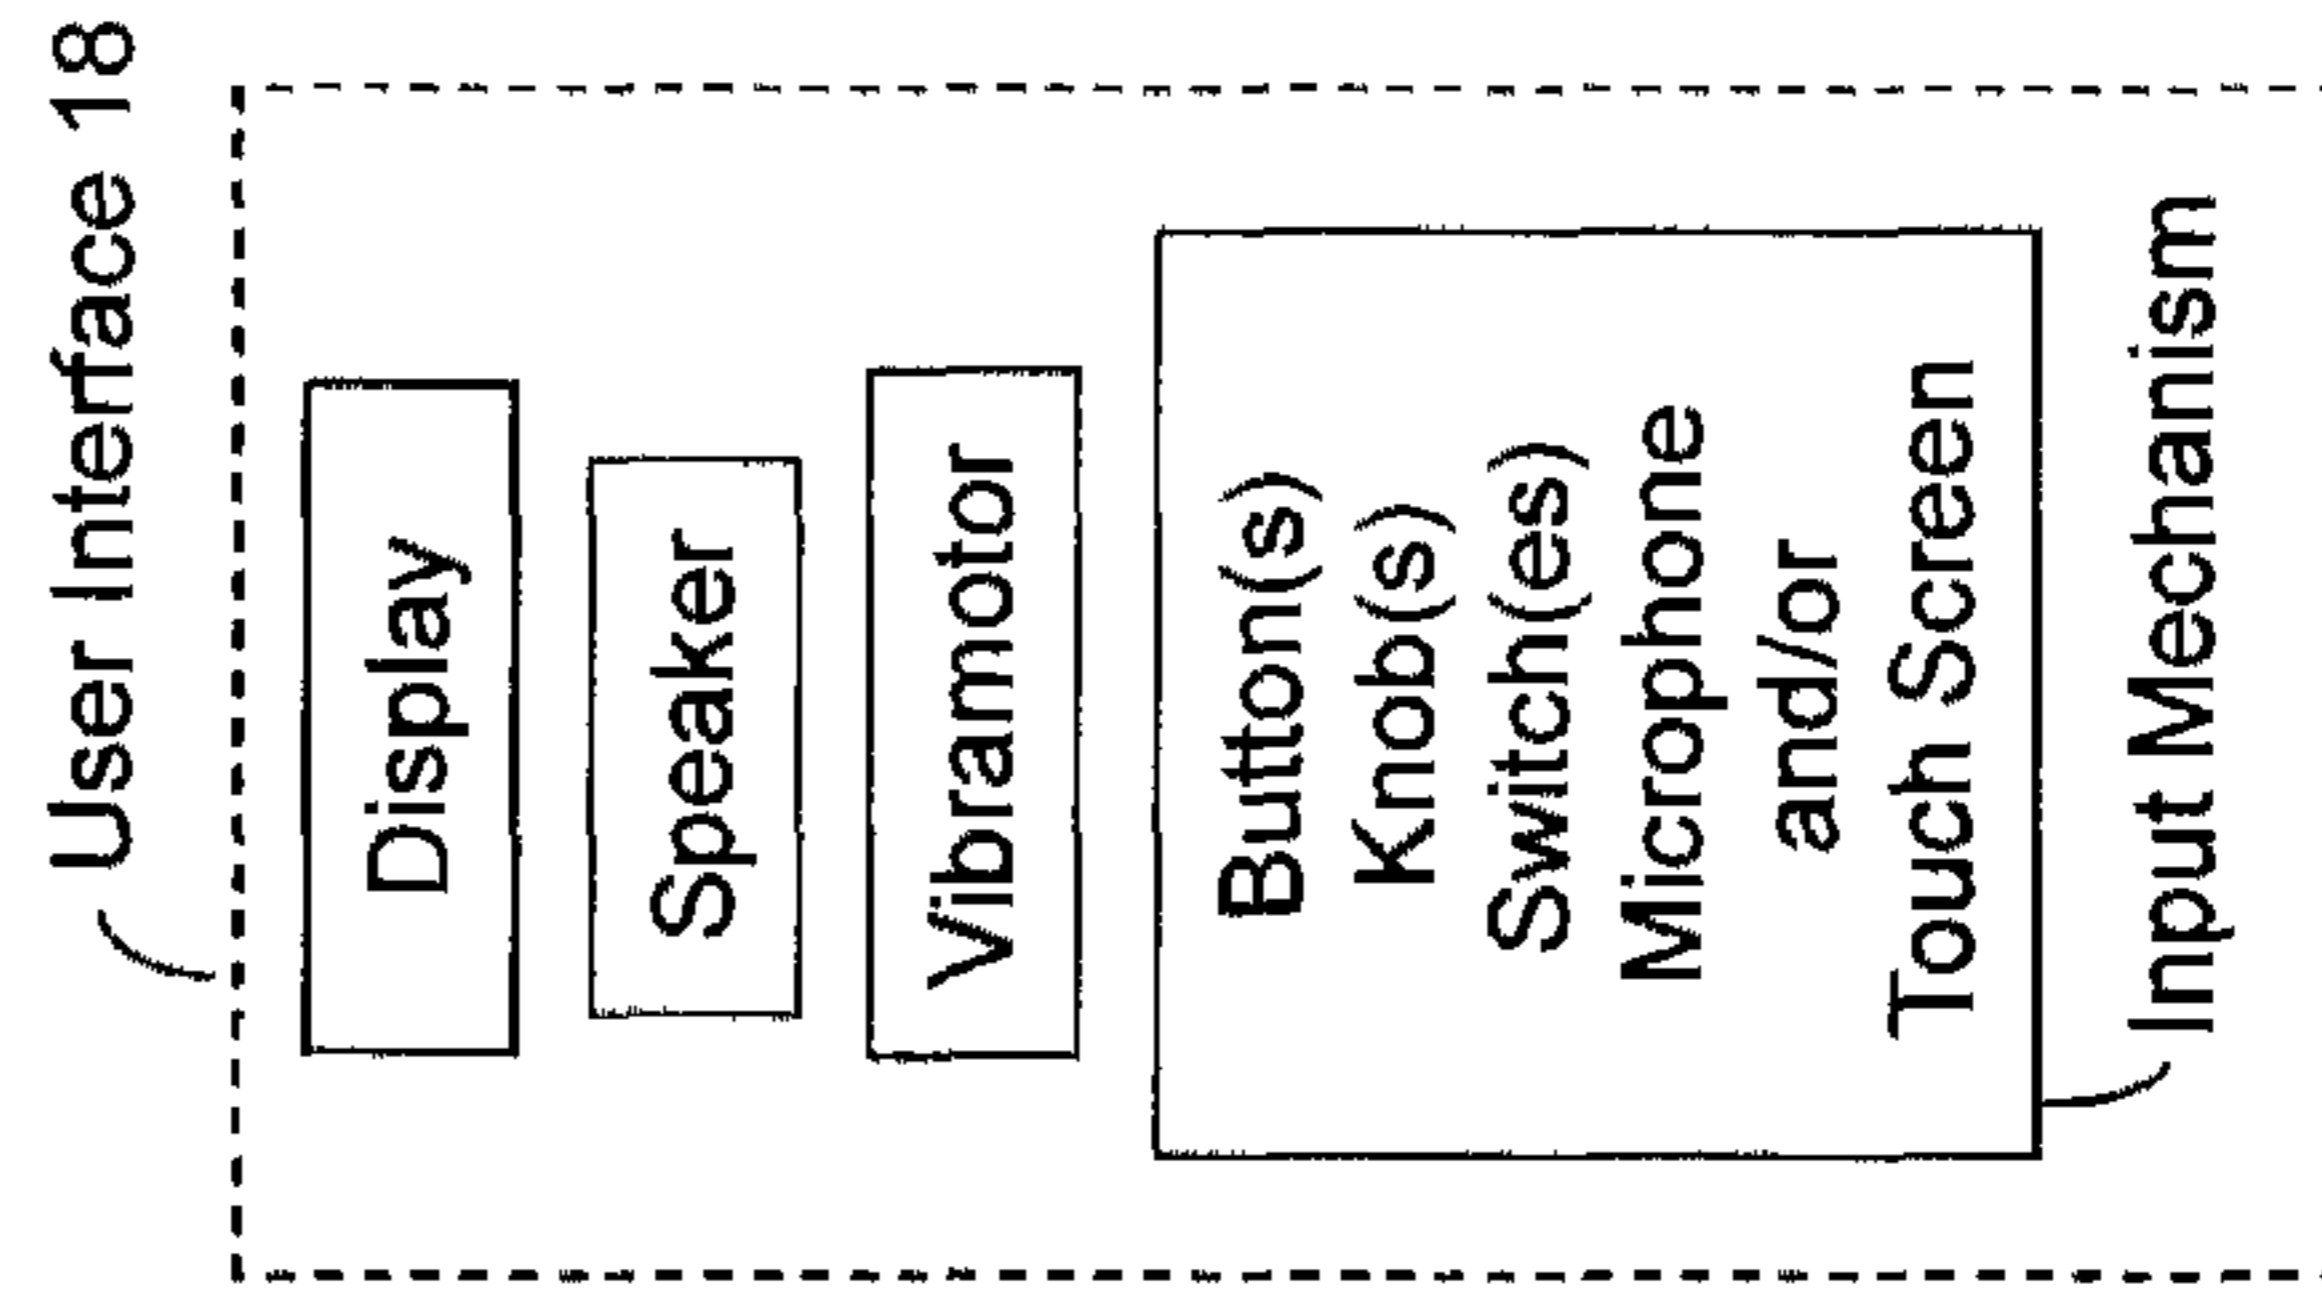 User Interface 18
Display
Speaker
Vibramotor
Button(s)
Knob(s)
Switch(es)
Microphone
and/or
Touch Screen
Input Mechanism